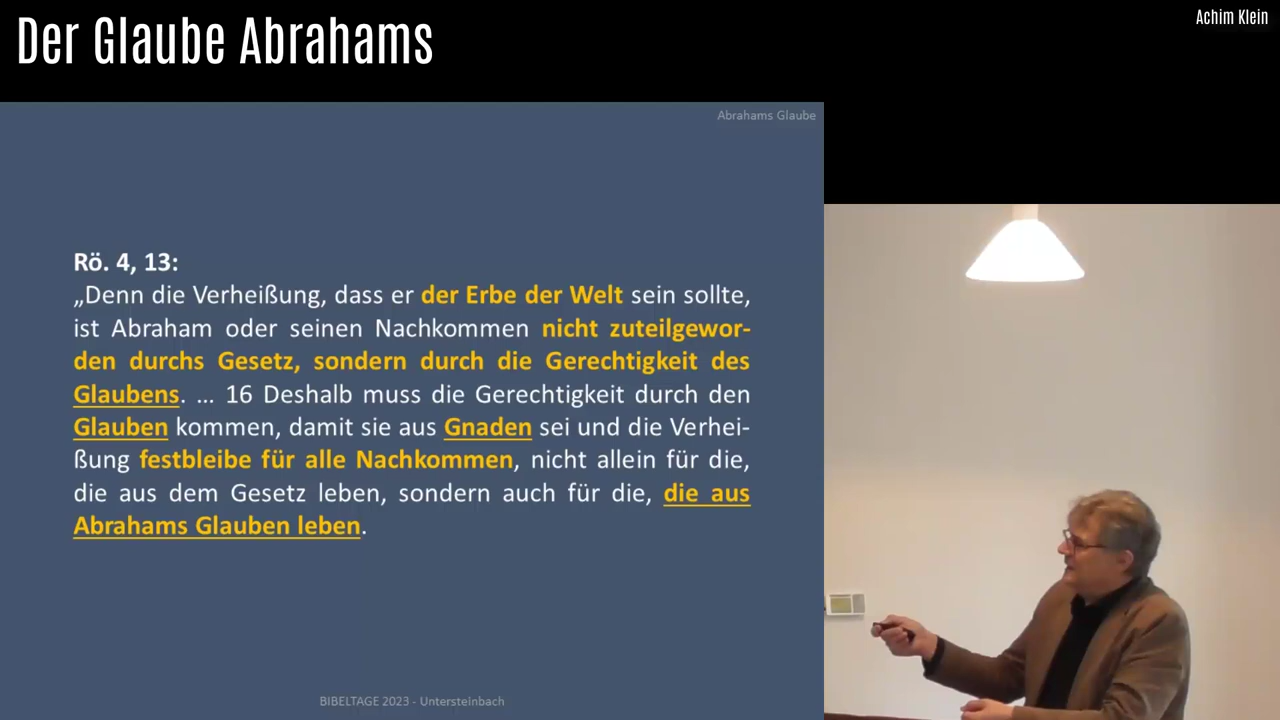 Der Glaube Abrahams
Achim Klein
Abrahams Glaube
Rö. 4, 13:
„Denn die Verheißung, dass er der Erbe der Welt sein sollte,
ist Abraham oder seinen Nachkommen nicht zuteilgewor-
den durchs Gesetz, sondern durch die Gerechtigkeit des
Glaubens. ... 16 Deshalb muss die Gerechtigkeit durch den
Glauben kommen, damit sie aus Gnaden sei und die Verhei-
ßung festbleibe für alle Nachkommen, nicht allein für die,
die aus dem Gesetz leben, sondern auch für die, die aus
Abrahams Glauben leben.
BIBELTAGE 2023 - Untersteinbach